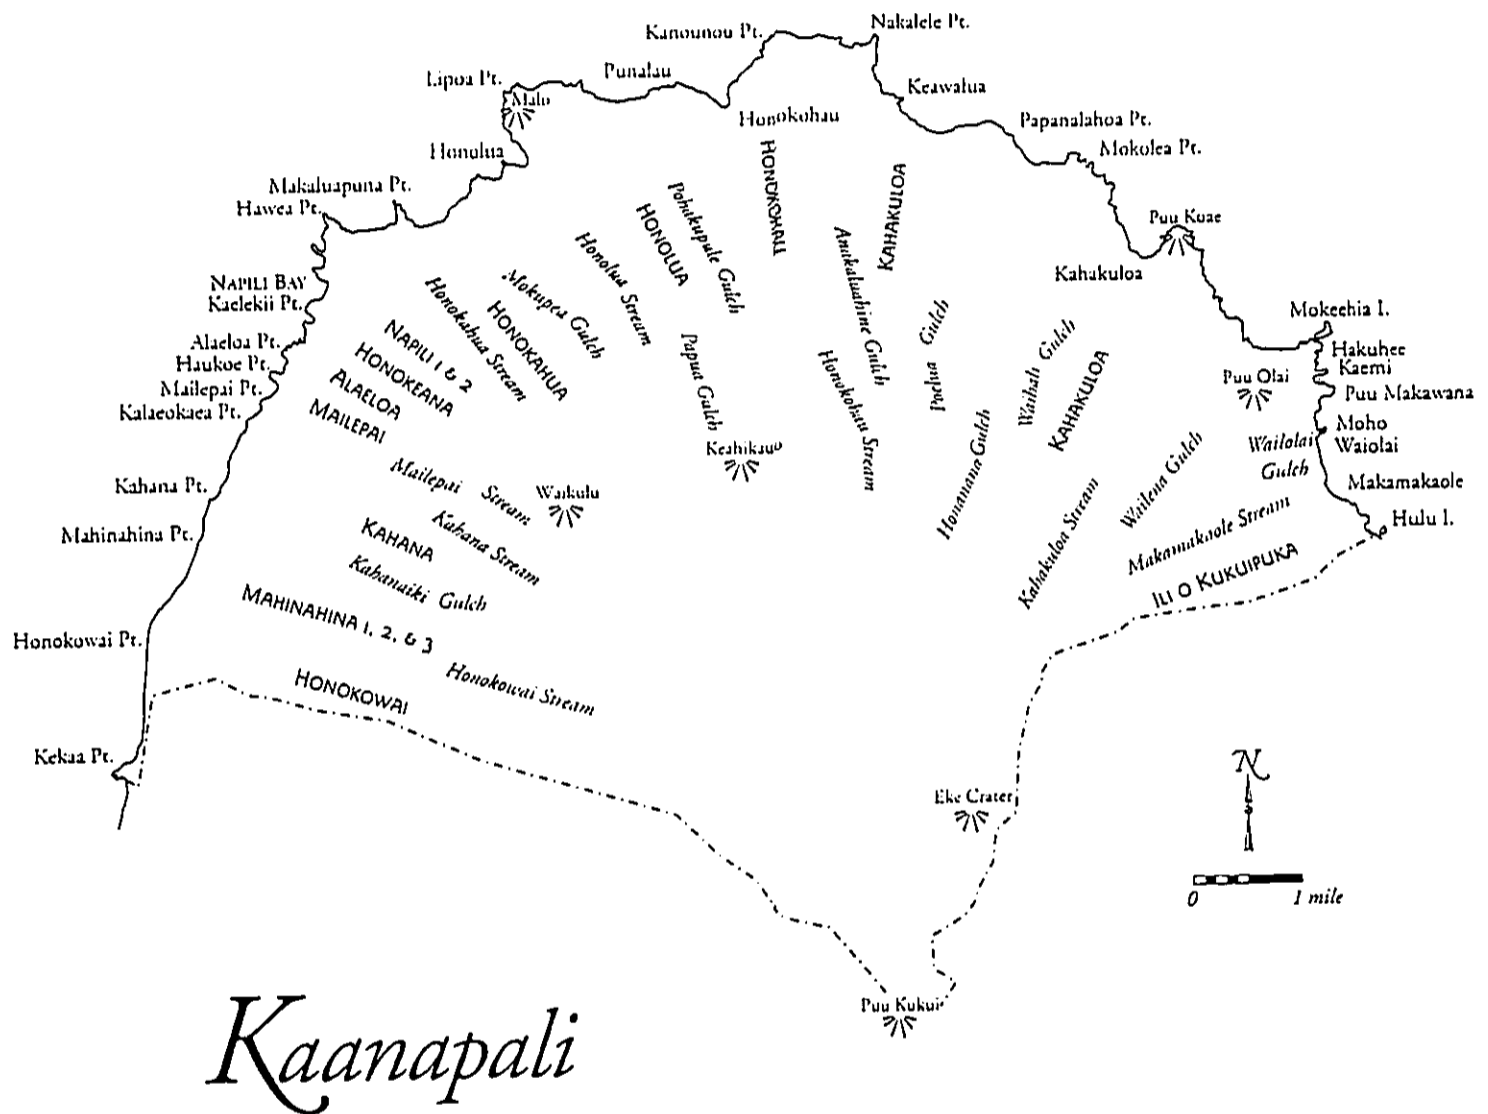 Nakalele Pt.
Kanounou Pt.
Lipoa Pt.
Punalau
Keawalua
Malo
Honokohau
Papanalahoa Pt.
Honolua
Mokolea Pt.
Makaluapuna Pt.
Hawea Pt.
HONOKOHAU
KAHAKULOA
Pohakupule Gulch
HONOLUA
Puu Koae
Honolua Stream
Anakaluahine Gulch
Kahakuloa
NAPILI BAY
Kaelekii Pt.
Mokupea Gulch
Honokahua Stream
HONOKAHUA
Mokeehia I.
Alaeloa Pt.
Haukoe Pt.
Mailepai Pt.
Kalaeokaea Pt.
NAPILI 1 & 2
HONOKEANA
ALAELOA
MAILEPAI
Papua Gulch
Honokohau Stream
Poelua Gulch
Waihali Gulch
KAHAKULOA
Hakuhee
Kaemi
Puu Olai
Puu Makawana
Moho
Waiolai
Wailolai
Gulch
Keahikauo
Mailepai Stream
Waikulu
Honanana Gulch
Wailena Gulch
Kahana Pt.
Makamakaole
Mahinahina Pt.
KAHANA
Kahana Stream
Kahakuloa Stream
Makamakaole Stream
Hulu I.
Kahanaiki Gulch
ILI O KUKUIPUKA
MAHINAHINA 1, 2, & 3
Honokowai Pt.
HONOKOWAI
Honokowai Stream
Kekaa Pt.
Eke Crater
N
0 1 mile
Puu Kukui
Kaanapali